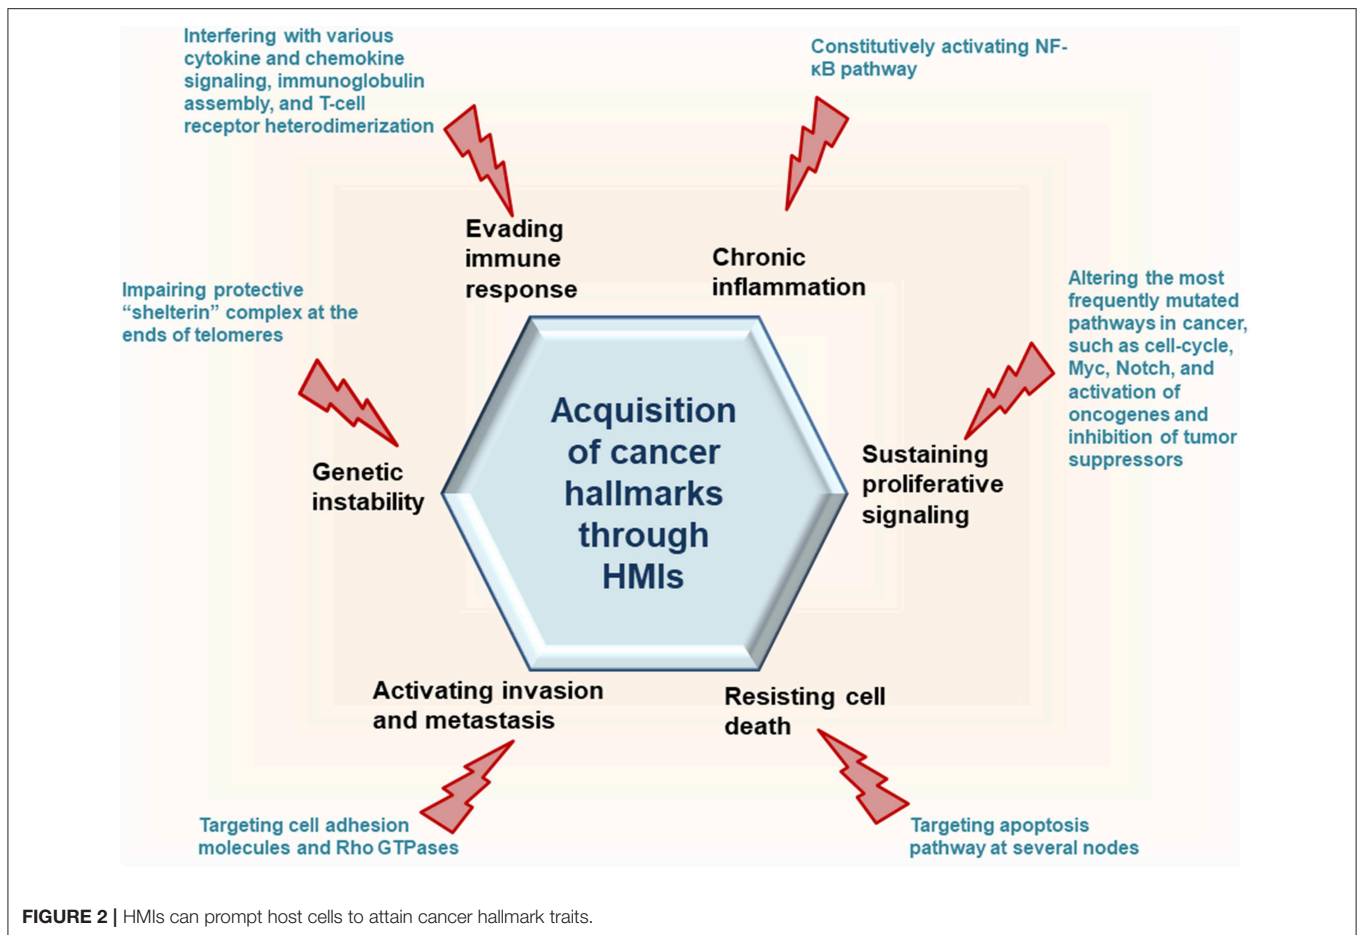 Interfering with various
cytokine and chemokine
signaling, immunoglobulin
assembly, and T-cell
receptor heterodimerization
Constitutively activating NF-
κB pathway
Evading
immune
response
Chronic
inflammation
Impairing protective
“shelterin” complex at the
ends of telomeres
Altering the most
frequently mutated
pathways in cancer,
such as cell-cycle,
Myc, Notch, and
activation of
oncogenes and
inhibition of tumor
suppressors
Genetic
instability
Acquisition
of cancer
hallmarks
through
HMIs
Sustaining
proliferative
signaling
Activating invasion
and metastasis
Resisting cell
death
Targeting cell adhesion
molecules and Rho GTPases
Targeting apoptosis
pathway at several nodes
FIGURE 2 | HMIs can prompt host cells to attain cancer hallmark traits.